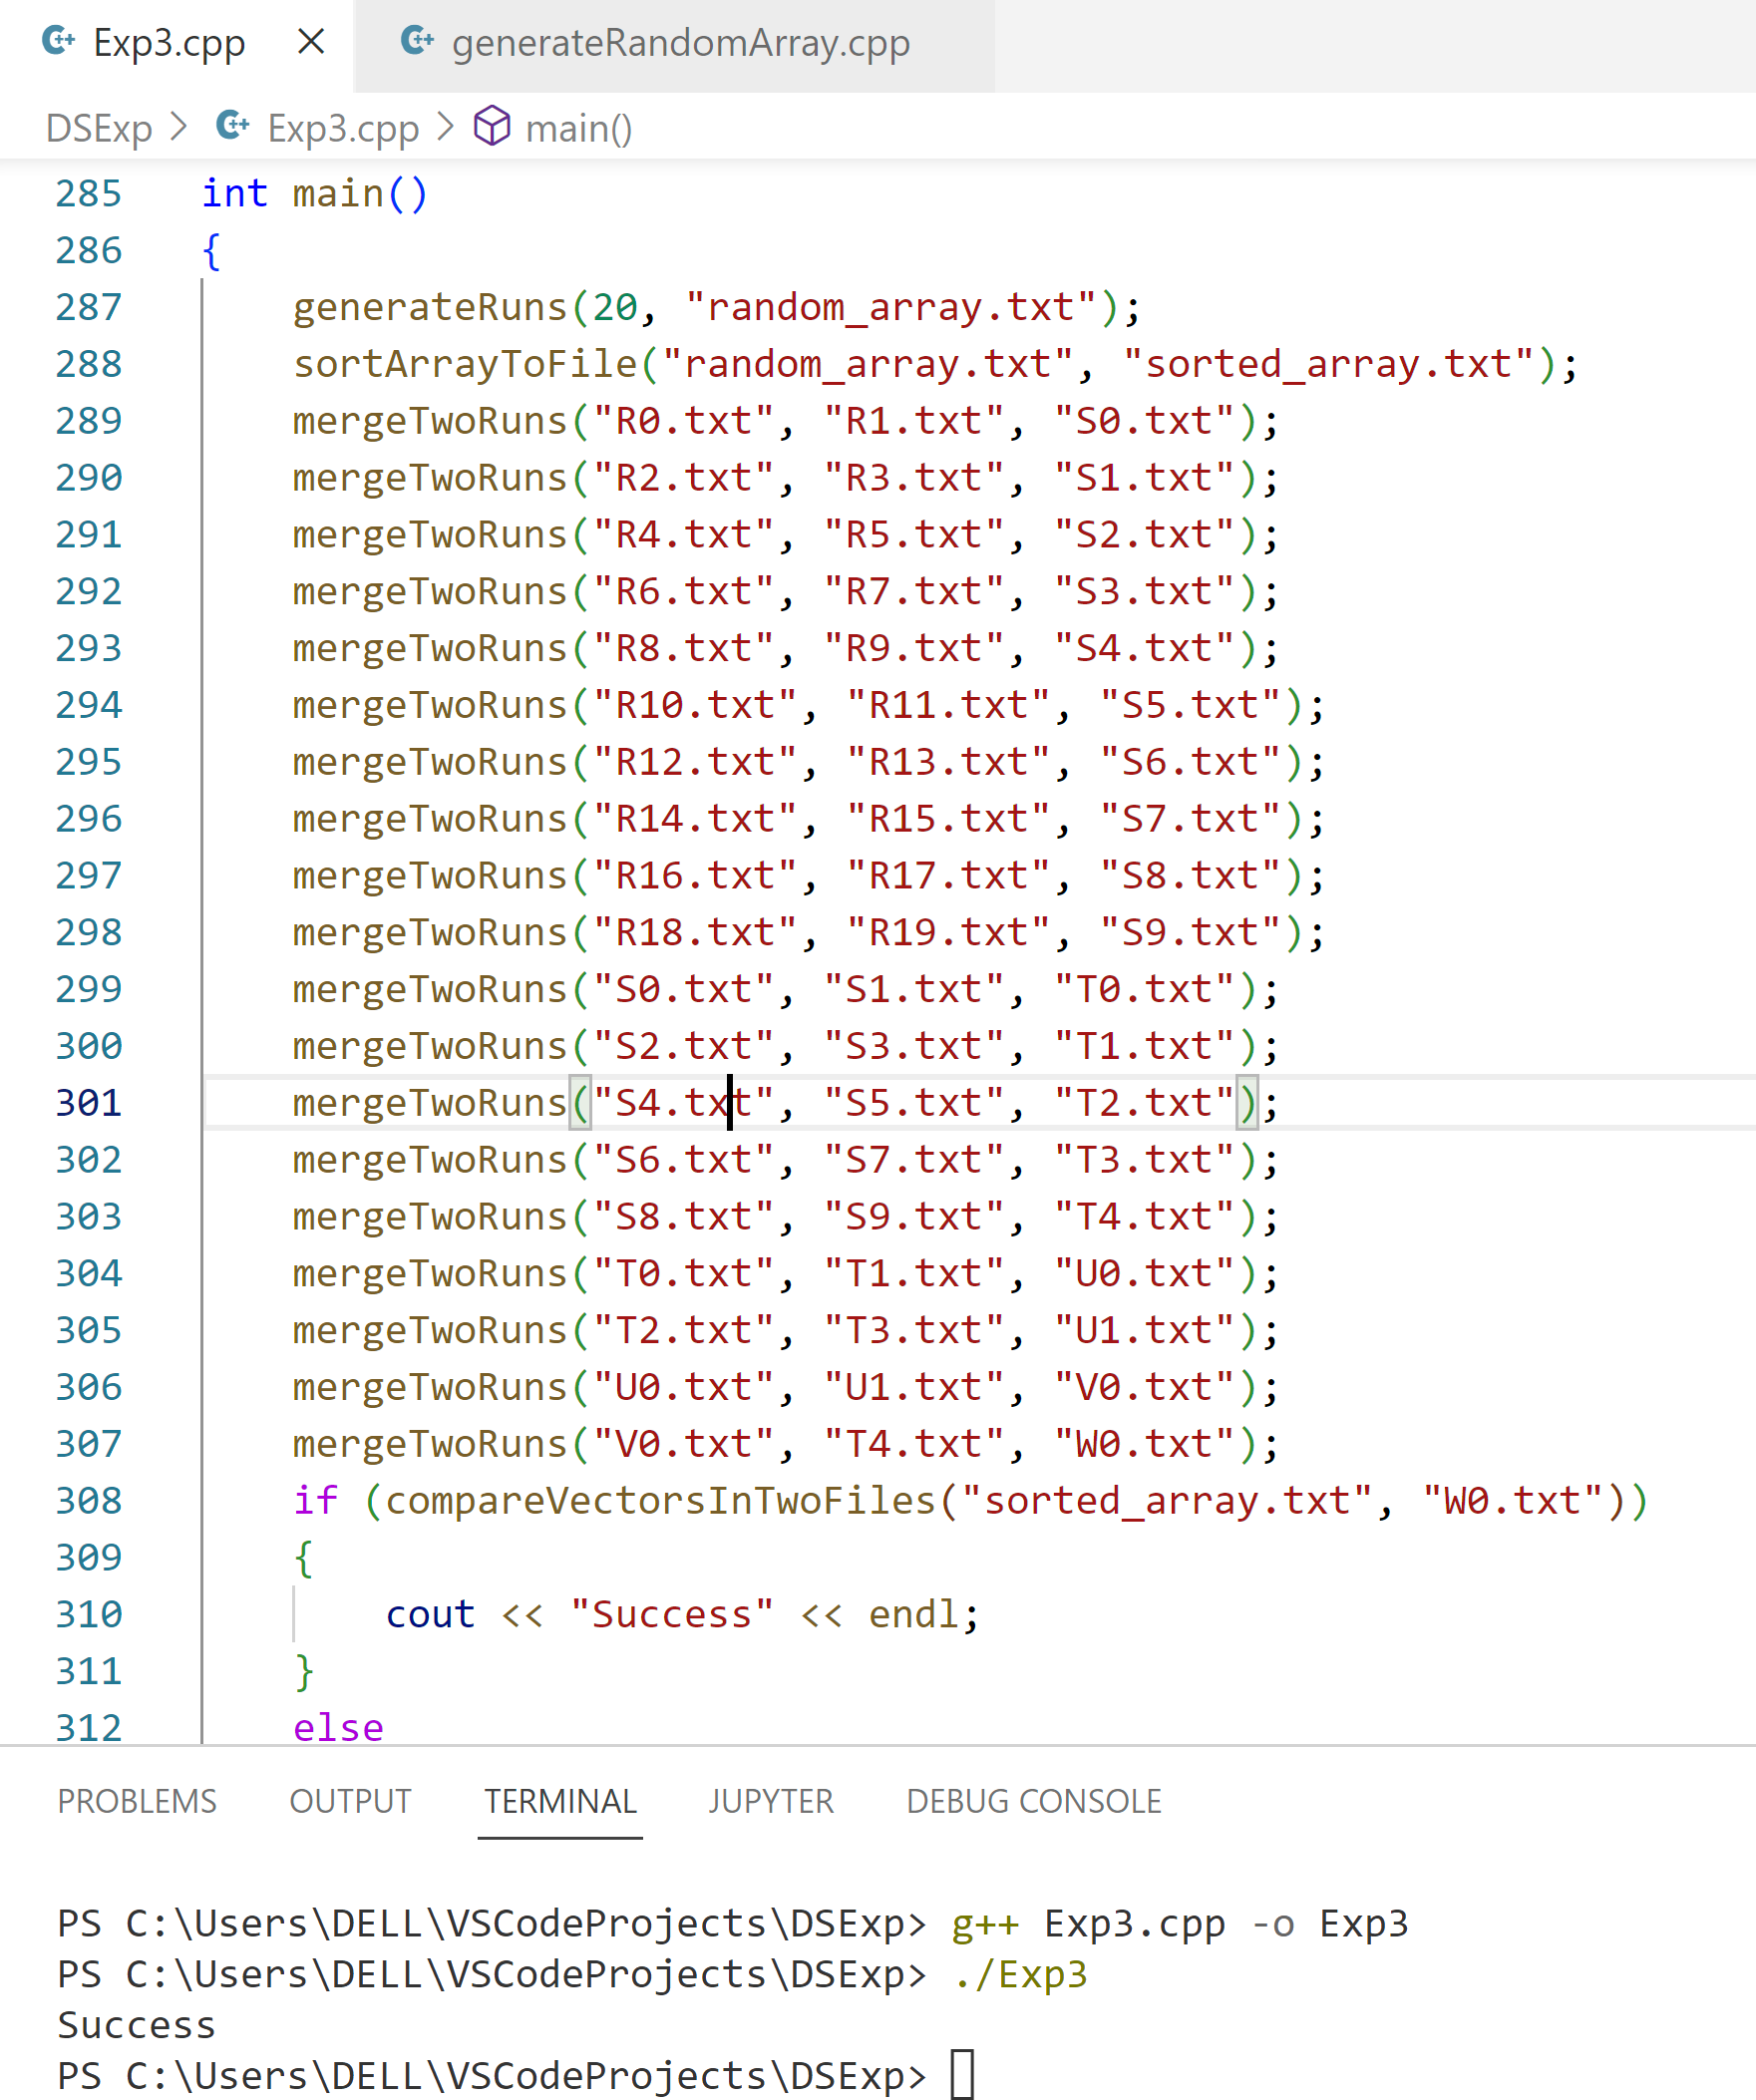 Exp3.cpp generateRandomArray.cpp
DSExp > Exp3.cpp > main()
285 int main()
286 {
287 generateRuns(20, "random_array.txt");
288 sortArrayToFile("random_array.txt", "sorted_array.txt");
289 mergeTwoRuns("R0.txt", "R1.txt", "S0.txt");
290 mergeTwoRuns("R2.txt", "R3.txt", "S1.txt");
291 mergeTwoRuns("R4.txt", "R5.txt", "S2.txt");
292 mergeTwoRuns("R6.txt", "R7.txt", "S3.txt");
293 mergeTwoRuns("R8.txt", "R9.txt", "S4.txt");
294 mergeTwoRuns("R10.txt", "R11.txt", "S5.txt");
295 mergeTwoRuns("R12.txt", "R13.txt", "S6.txt");
296 mergeTwoRuns("R14.txt", "R15.txt", "S7.txt");
297 mergeTwoRuns("R16.txt", "R17.txt", "S8.txt");
298 mergeTwoRuns("R18.txt", "R19.txt", "S9.txt");
299 mergeTwoRuns("S0.txt", "S1.txt", "T0.txt");
300 mergeTwoRuns("S2.txt", "S3.txt", "T1.txt");
301 mergeTwoRuns("S4.txt", "S5.txt", "T2.txt");
302 mergeTwoRuns("S6.txt", "S7.txt", "T3.txt");
303 mergeTwoRuns("S8.txt", "S9.txt", "T4.txt");
304 mergeTwoRuns("T0.txt", "T1.txt", "U0.txt");
305 mergeTwoRuns("T2.txt", "T3.txt", "U1.txt");
306 mergeTwoRuns("U0.txt", "U1.txt", "V0.txt");
307 mergeTwoRuns("V0.txt", "T4.txt", "W0.txt");
308 if (compareVectorsInTwoFiles("sorted_array.txt", "W0.txt"))
309 {
310 cout << "Success" << endl;
311 }
312 else
PROBLEMS OUTPUT TERMINAL JUPYTER DEBUG CONSOLE
PS C:\Users\DELL\VSCodeProjects\DSExp> g++ Exp3.cpp -o Exp3
PS C:\Users\DELL\VSCodeProjects\DSExp> ./Exp3
Success
PS C:\Users\DELL\VSCodeProjects\DSExp>